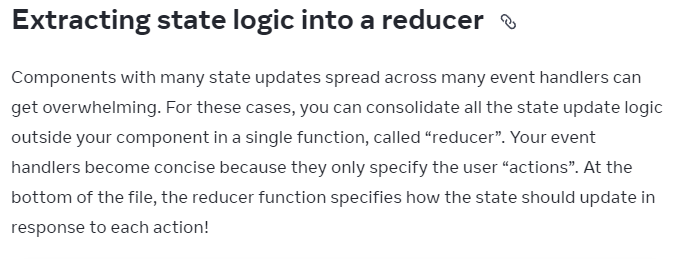 Extracting state logic into a reducer
Components with many state updates spread across many event handlers can
get overwhelming. For these cases, you can consolidate all the state update logic
outside your component in a single function, called “reducer”. Your event
handlers become concise because they only specify the user “actions”. At the
bottom of the file, the reducer function specifies how the state should update in
response to each action!